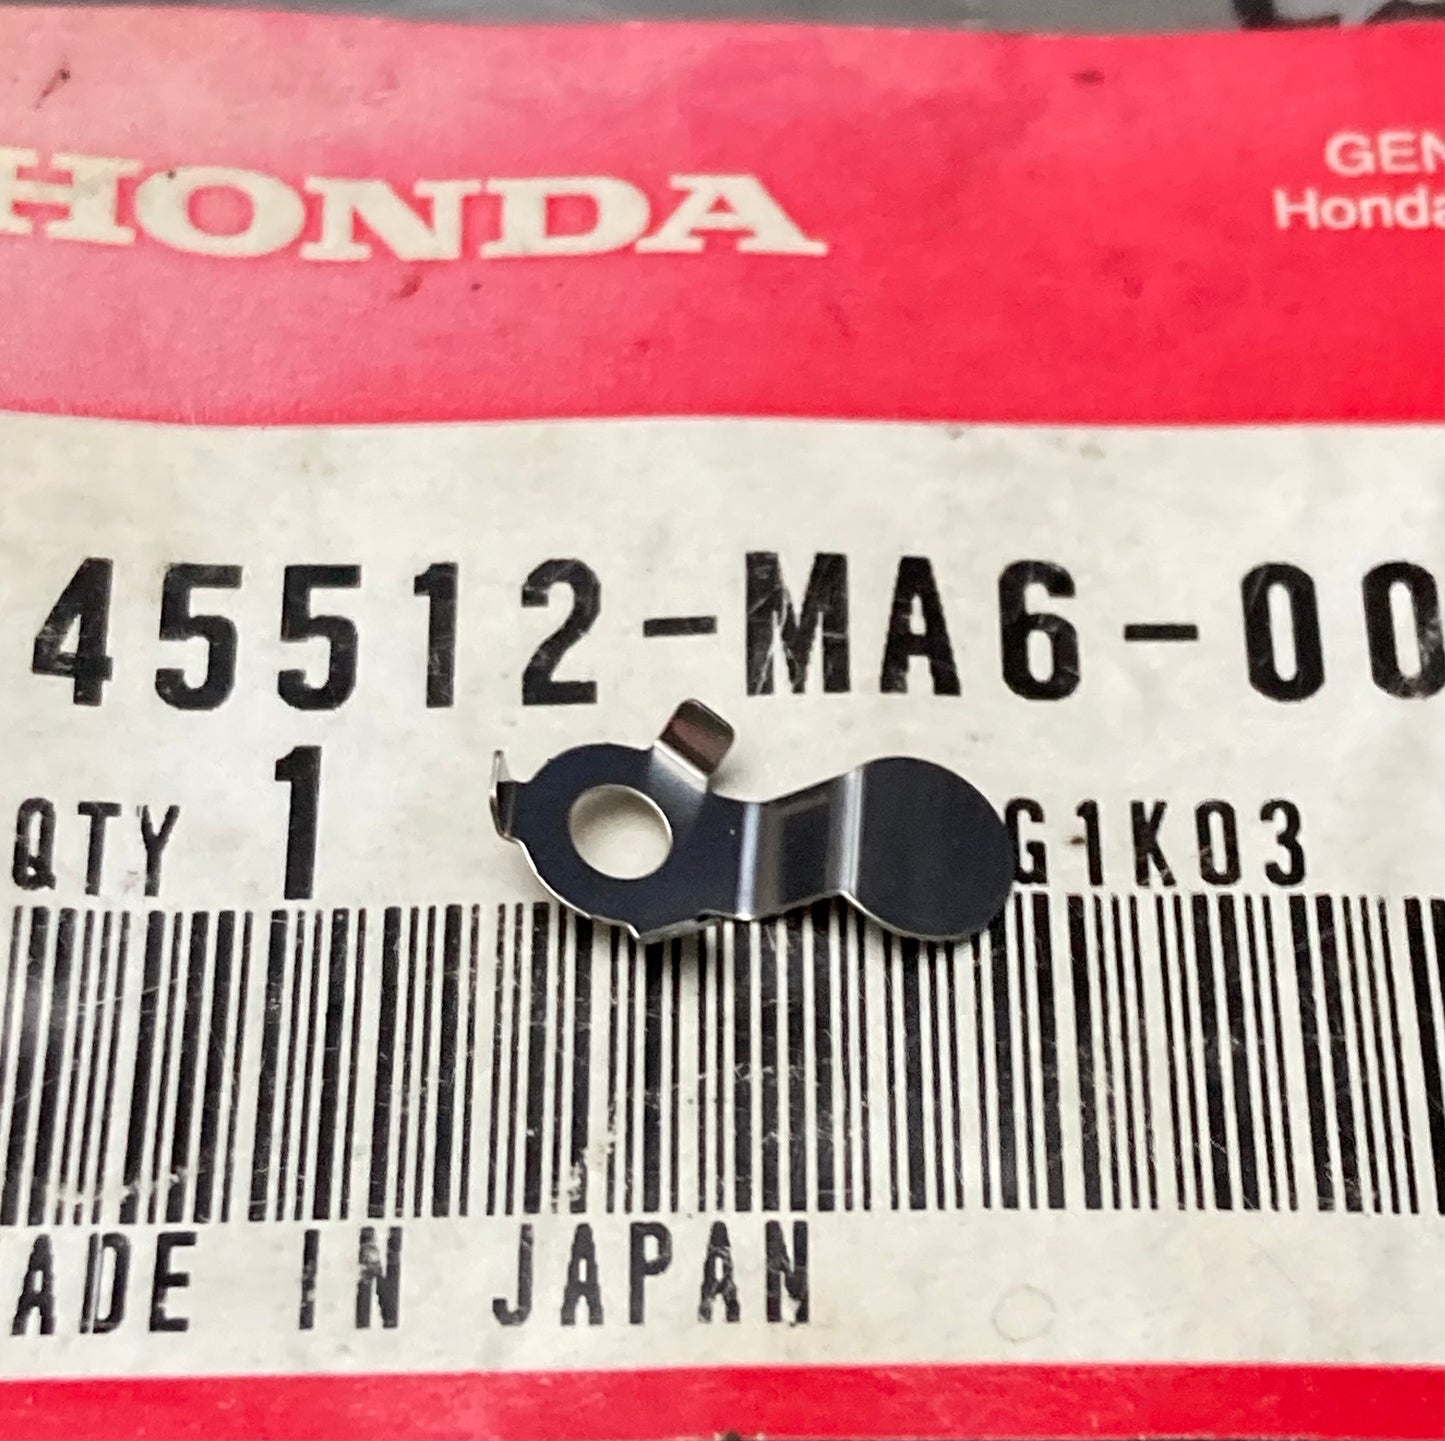 HONDA
GEN
Honda
45512-MA6-00
QTY 1
G1K03
ADE IN JAPAN